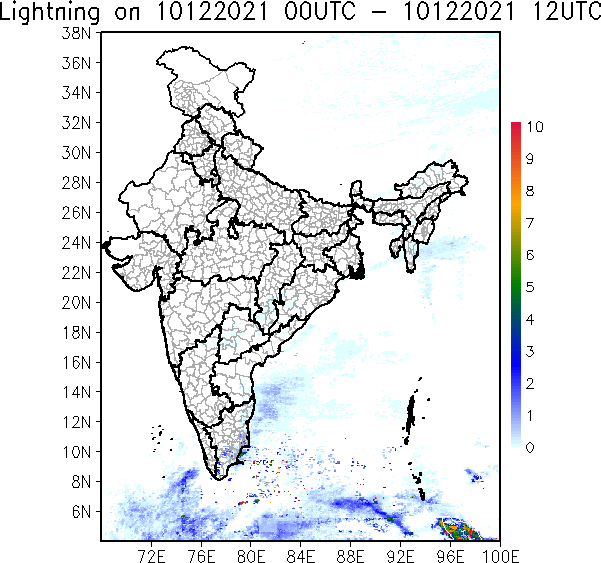 Lightning on 10122021 00UTC – 10122021 12UTC
38N
36N
34N
32N
30N
28N
26N
24N
22N
20N
18N
16N
14N
12N
10N
8N
6N
72E 76E 80E 84E 88E 92E 96E 100E
10
9
8
7
6
5
4
3
2
1
0